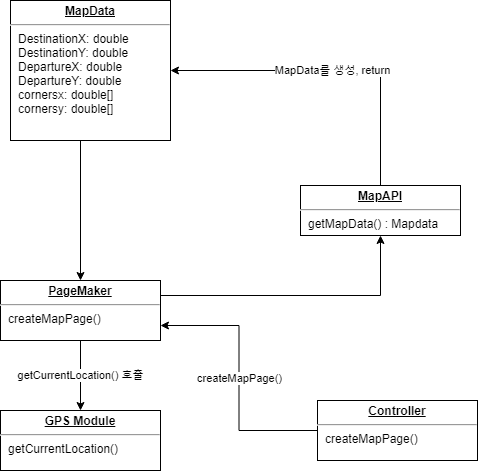 MapData
DestinationX: double
DestinationY: double
DepartureX: double
DepartureY: double
cornersx: double[]
cornersy: double[]
MapData를 생성, return
MapAPI
getMapData() : Mapdata
PageMaker
createMapPage()
getCurrentLocation() 호출
createMapPage()
GPS Module
getCurrentLocation()
Controller
createMapPage()